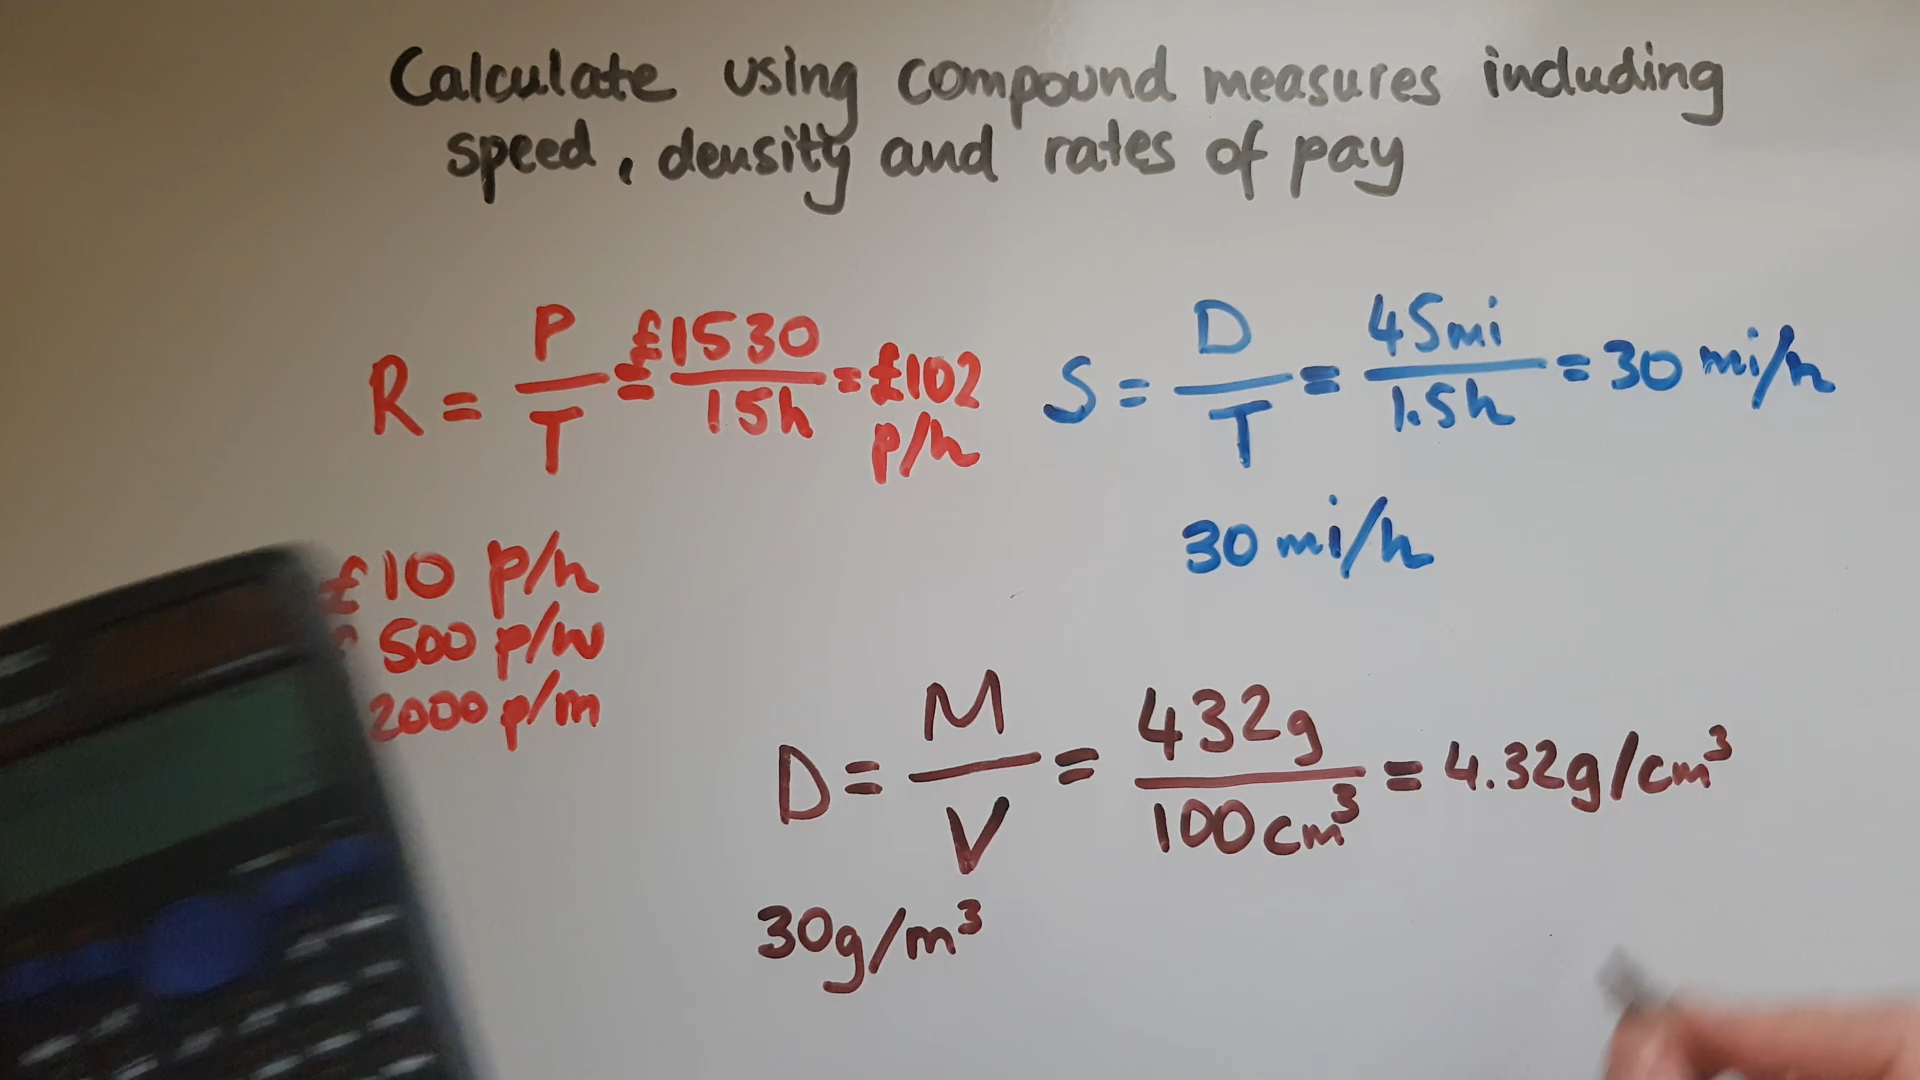 Calculate using compound measures including
speed, density and rates of pay
R = P/T = £1530/15h = £102 p/h
S = D/T = 45mi/1.5h = 30 mi/h
30 mi/h
£10 p/h
500 p/w
2000 p/m
D = M/V = 432g/100cm³ = 4.32g/cm³
30g/m³